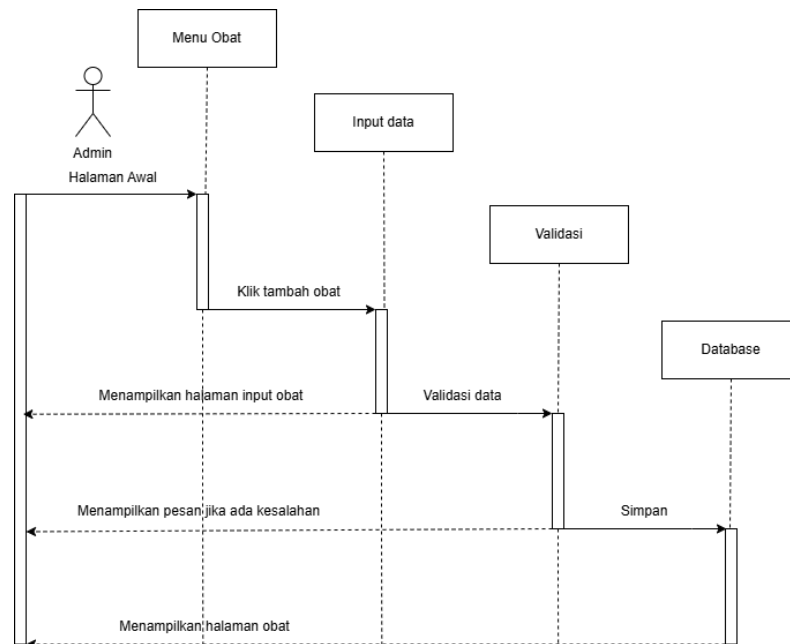 Menu Obat
Admin
Input data
Halaman Awal
Validasi
Klik tambah obat
Database
Menampilkan halaman input obat
Validasi data
Menampilkan pesan jika ada kesalahan
Simpan
Menampilkan halaman obat